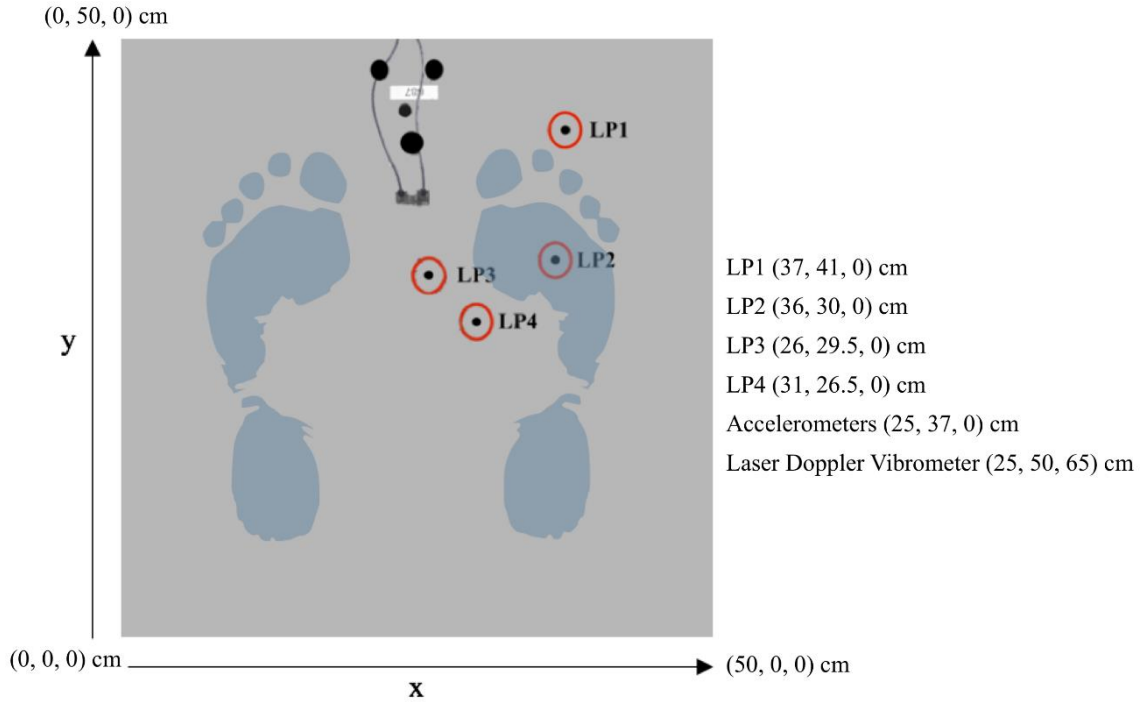 (0, 50, 0) cm
LP1
LP2
LP3
LP4
y
LP1 (37, 41, 0) cm
LP2 (36, 30, 0) cm
LP3 (26, 29.5, 0) cm
LP4 (31, 26.5, 0) cm
Accelerometers (25, 37, 0) cm
Laser Doppler Vibrometer (25, 50, 65) cm
(0, 0, 0) cm
(50, 0, 0) cm
x